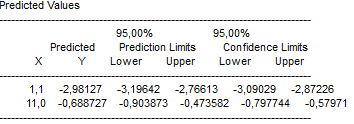 Predicted Values
95,00% 95,00%
Predicted Prediction Limits Confidence Limits
X Y Lower Upper Lower Upper
1,1 -2,98127 -3,19642 -2,76613 -3,09029 -2,87226
11,0 -0,688727 -0,903873 -0,473582 -0,797744 -0,57971